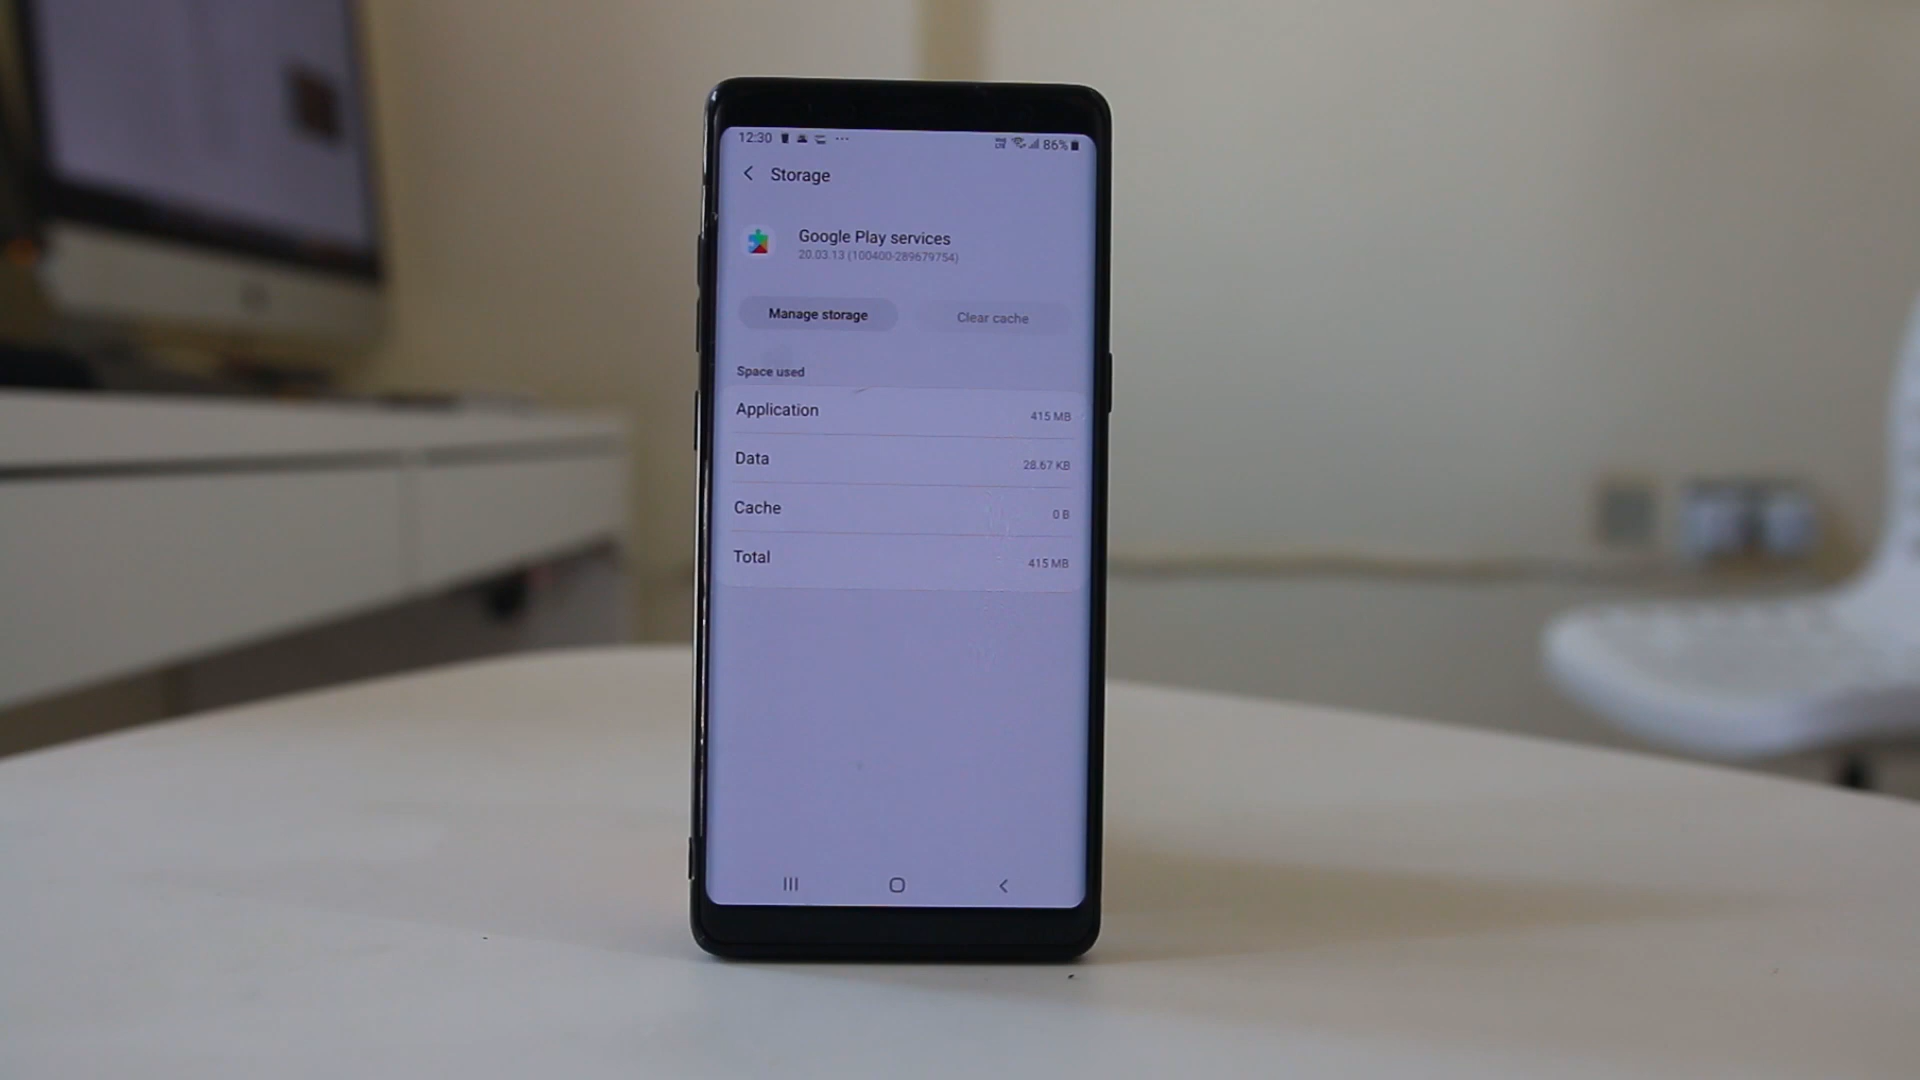 12:30 86%
Storage
Google Play services
20.03.13 (100400-289679754)
Manage storage Clear cache
Space used
Application 415 MB
Data 28.67 KB
Cache 0 B
Total 415 MB